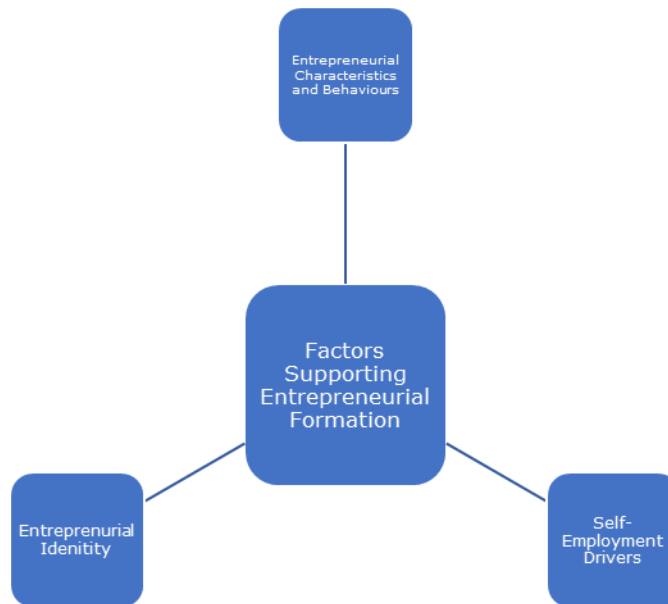 Entrepreneurial
Characteristics
and Behaviours
Factors
Supporting
Entrepreneurial
Formation
Entreprenurial
Idenitity
Self-
Employment
Drivers